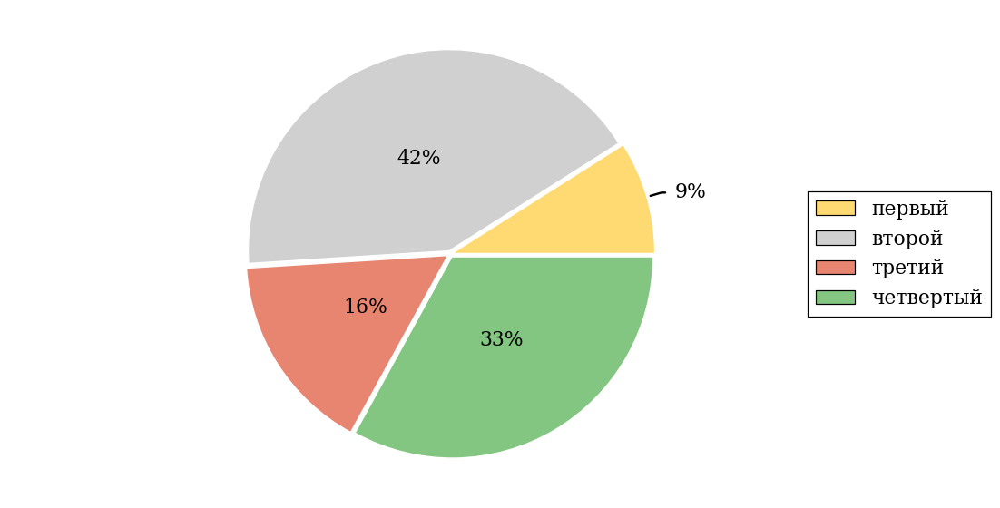 42%
9%
16%
33%
первый
второй
третий
четвертый